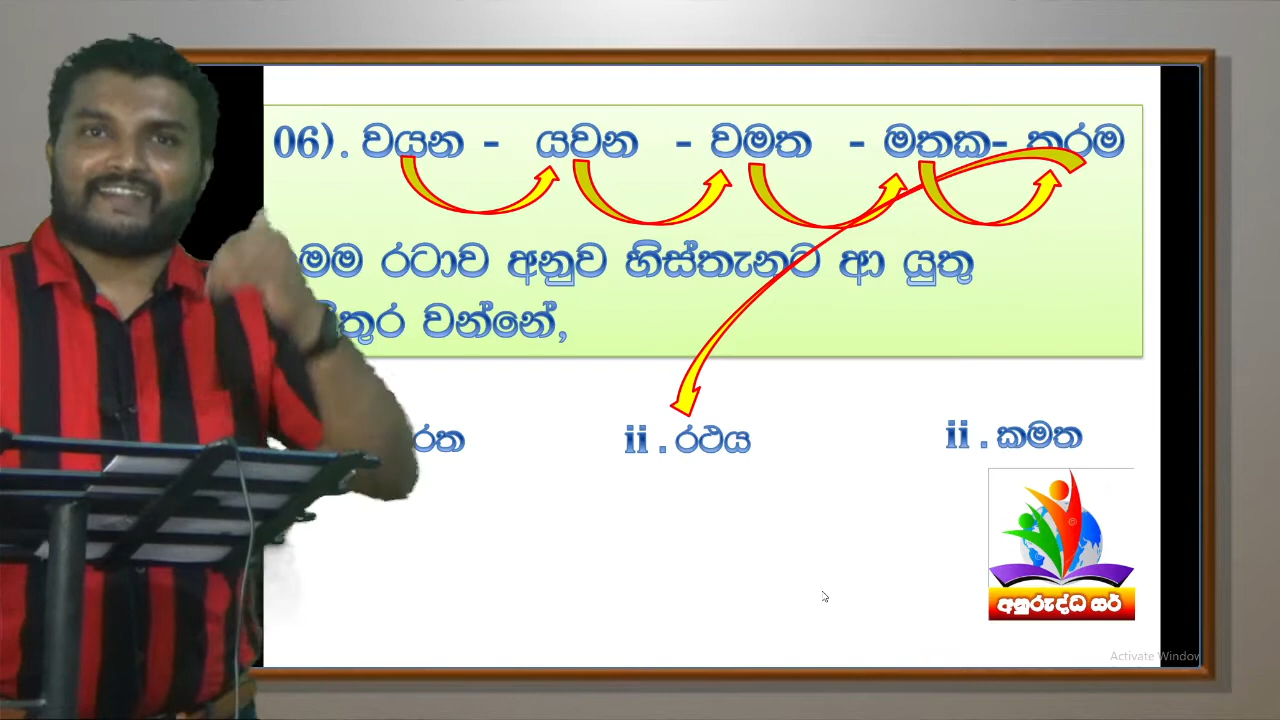 06). වයන - යවන - වමත - මතක- තරම
මෙම රටාව අනුව හිස්තැනට ආ යුතු
පිළිතුර වන්නේ,
රත ii . රථය ii . කමත
අනුරුද්ධ සර්
Activate Window